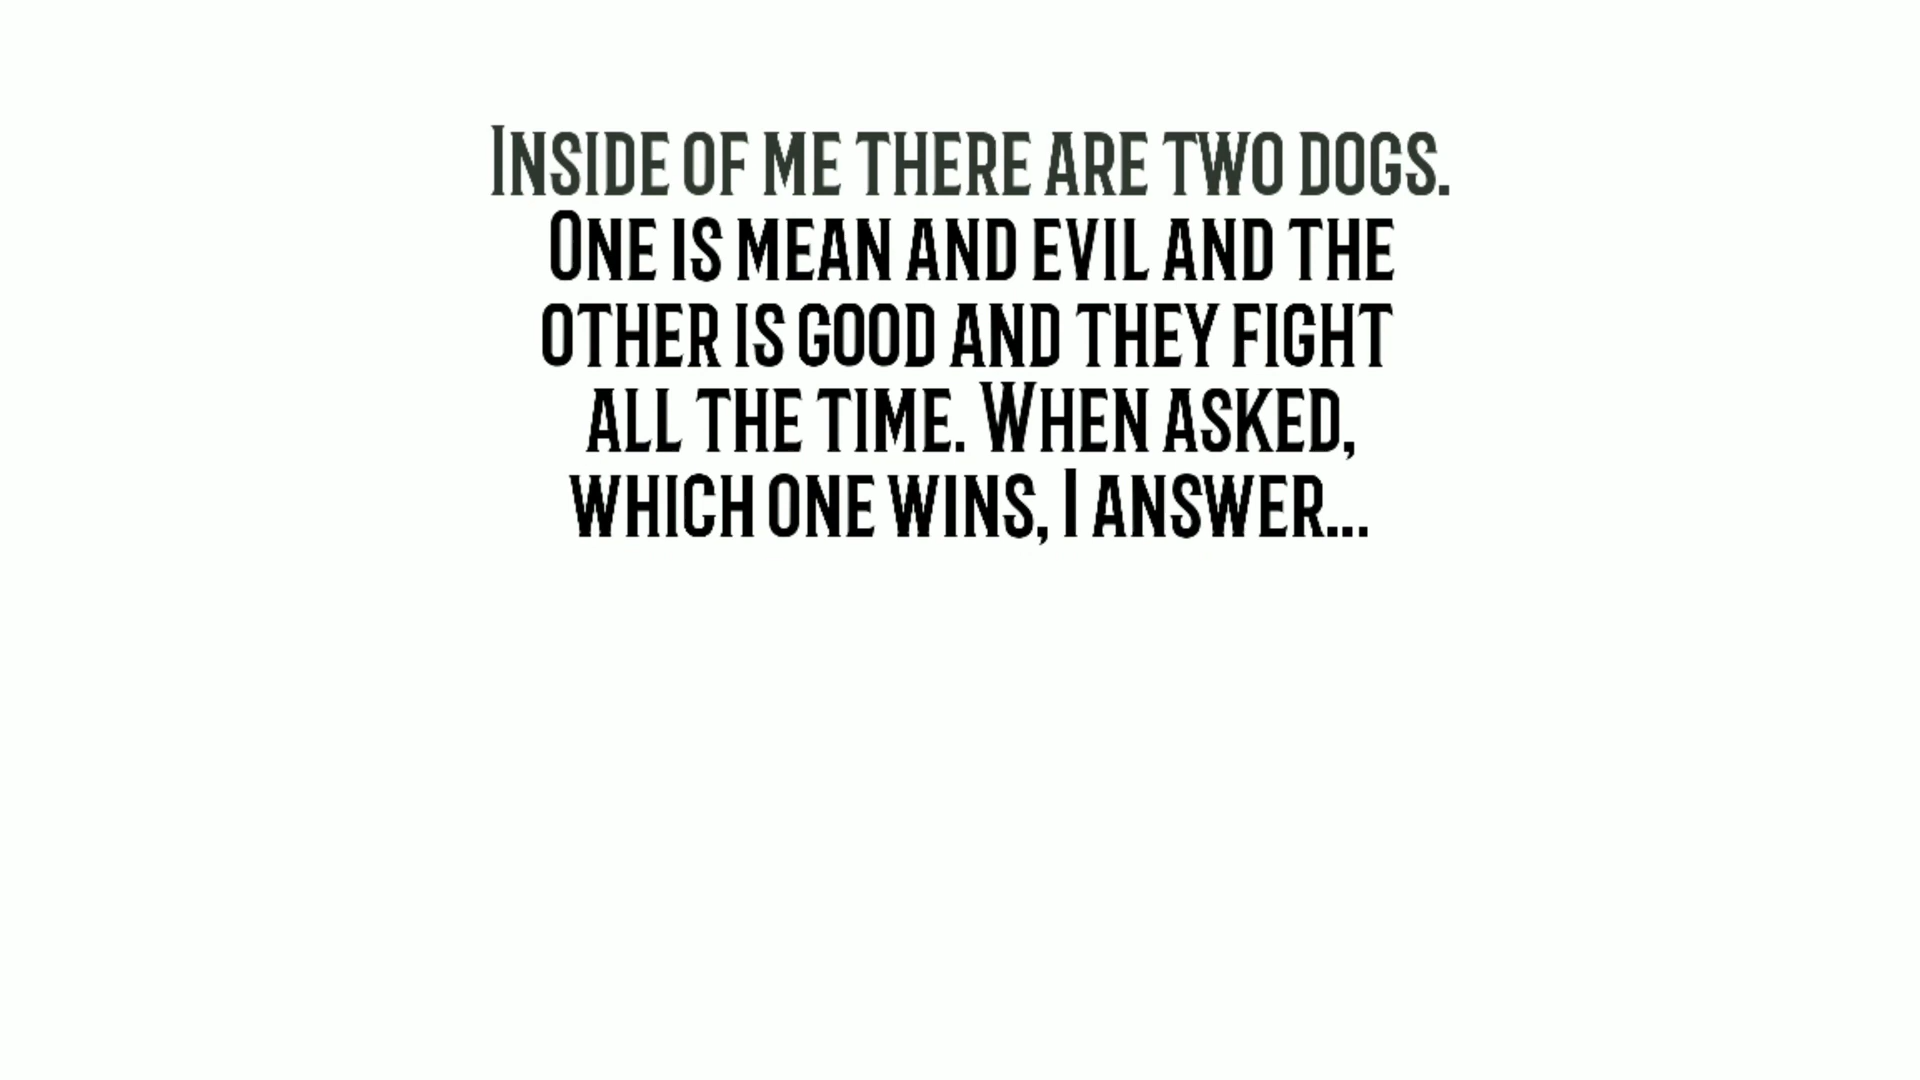 Inside of me there are two dogs.
One is mean and evil and the
other is good and they fight
all the time. When asked,
which one wins, I answer...